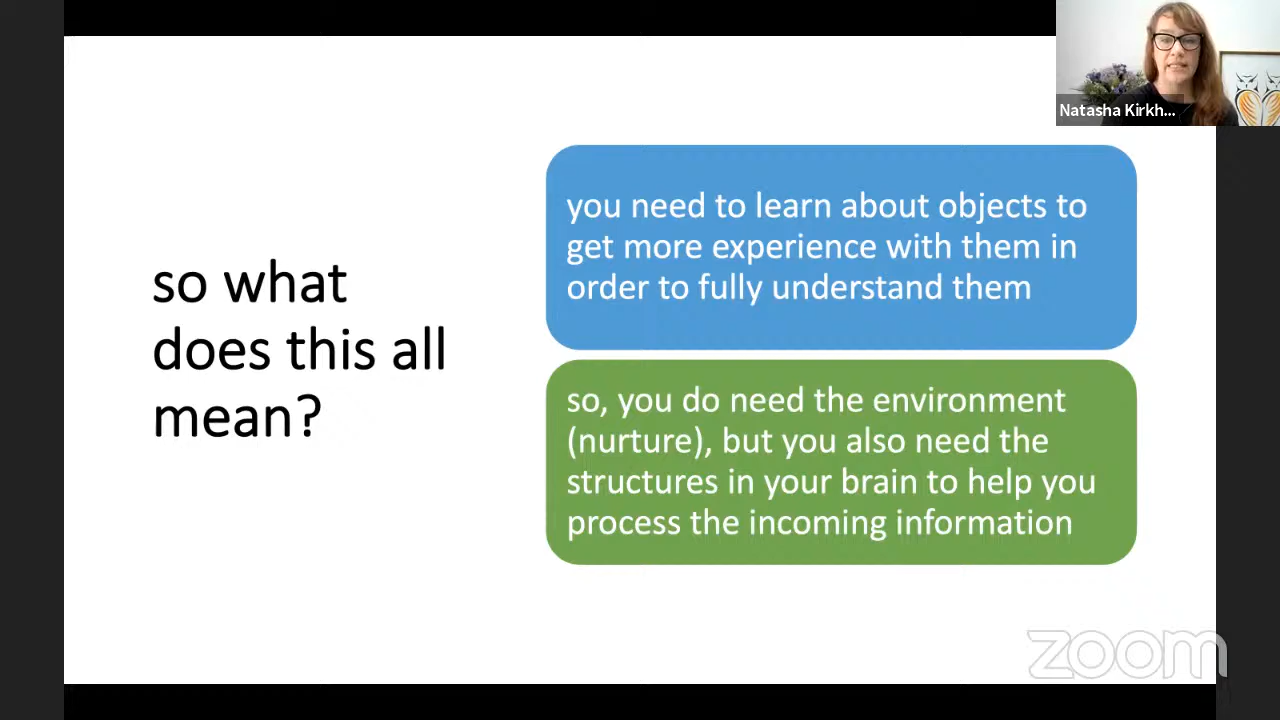 Natasha Kirkh...
so what
does this all
mean?
you need to learn about objects to
get more experience with them in
order to fully understand them
so, you do need the environment
(nurture), but you also need the
structures in your brain to help you
process the incoming information
zoom